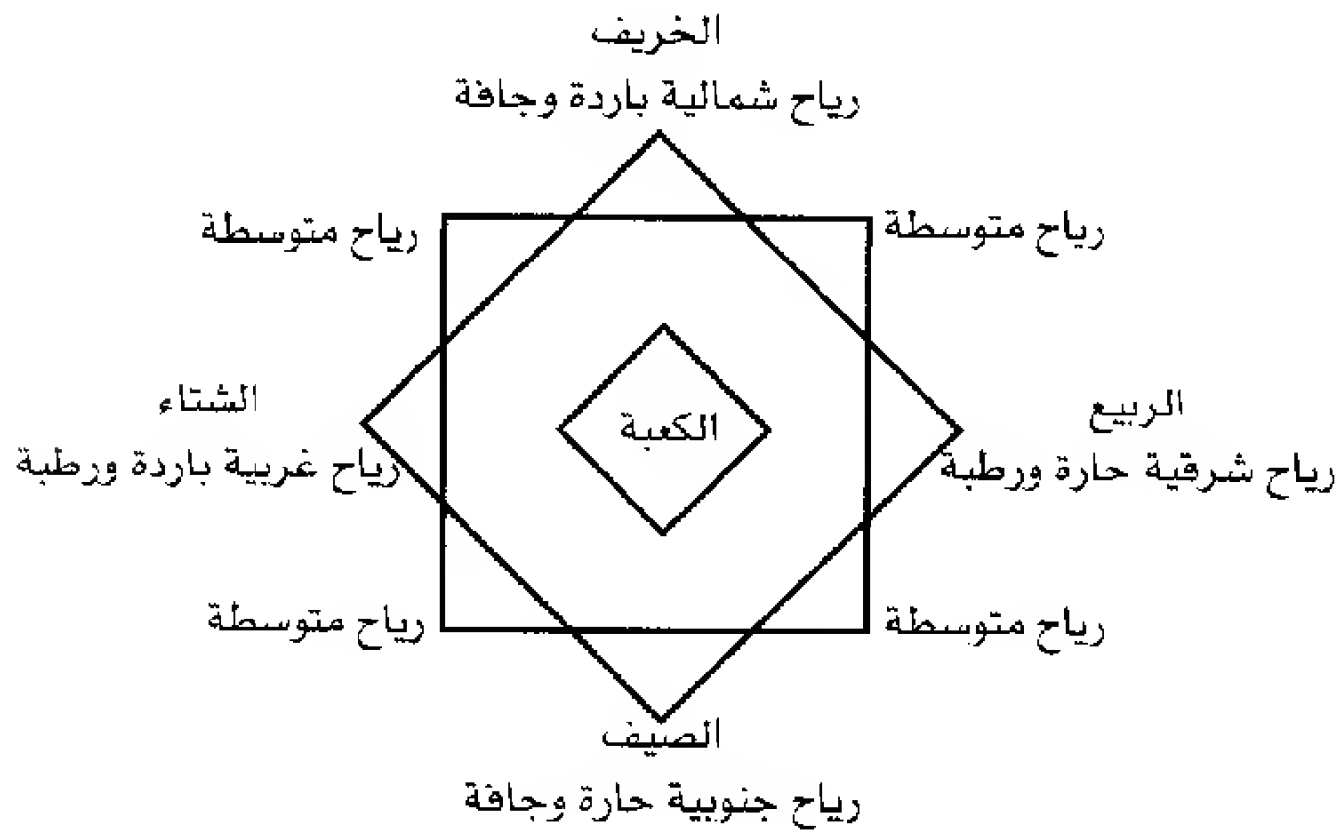 الخريف
رياح شمالية باردة وجافة
رياح متوسطة
رياح متوسطة
الربيع
رياح شرقية حارة ورطبة
الكعبة
الشتاء
رياح غربية باردة ورطبة
رياح متوسطة
رياح متوسطة
الصيف
رياح جنوبية حارة وجافة